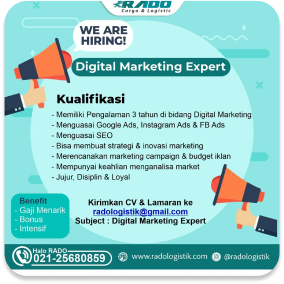 RADO
Cargo & Logistic
WE ARE
HIRING!
Digital Marketing Expert
Kualifikasi
- Memiliki Pengalaman 3 tahun di bidang Digital Marketing
- Menguasai Google Ads, Instagram Ads & FB Ads
- Menguasai SEO
- Bisa membuat strategi & inovasi marketing
- Merencanakan marketing campaign & budget iklan
- Mempunyai keahlian menganalisa market
- Jujur, Disiplin & Loyal
Benefit
- Gaji Menarik
- Bonus
- Intensif
Kirimkan CV & Lamaran ke
radologistik@gmail.com
Subject : Digital Marketing Expert
Halo RADO
021-25680859
www.radologistik.com
@radologistik